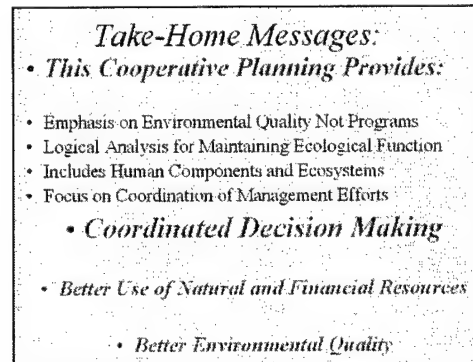 Take-Home Messages:
• This Cooperative Planning Provides:
• Emphasis on Environmental Quality Not Programs
• Logical Analysis for Maintaining Ecological Function
• Includes Human Components and Ecosystems
• Focus on Coordination of Management Efforts
• Coordinated Decision Making
• Better Use of Natural and Financial Resources
• Better Environmental Quality